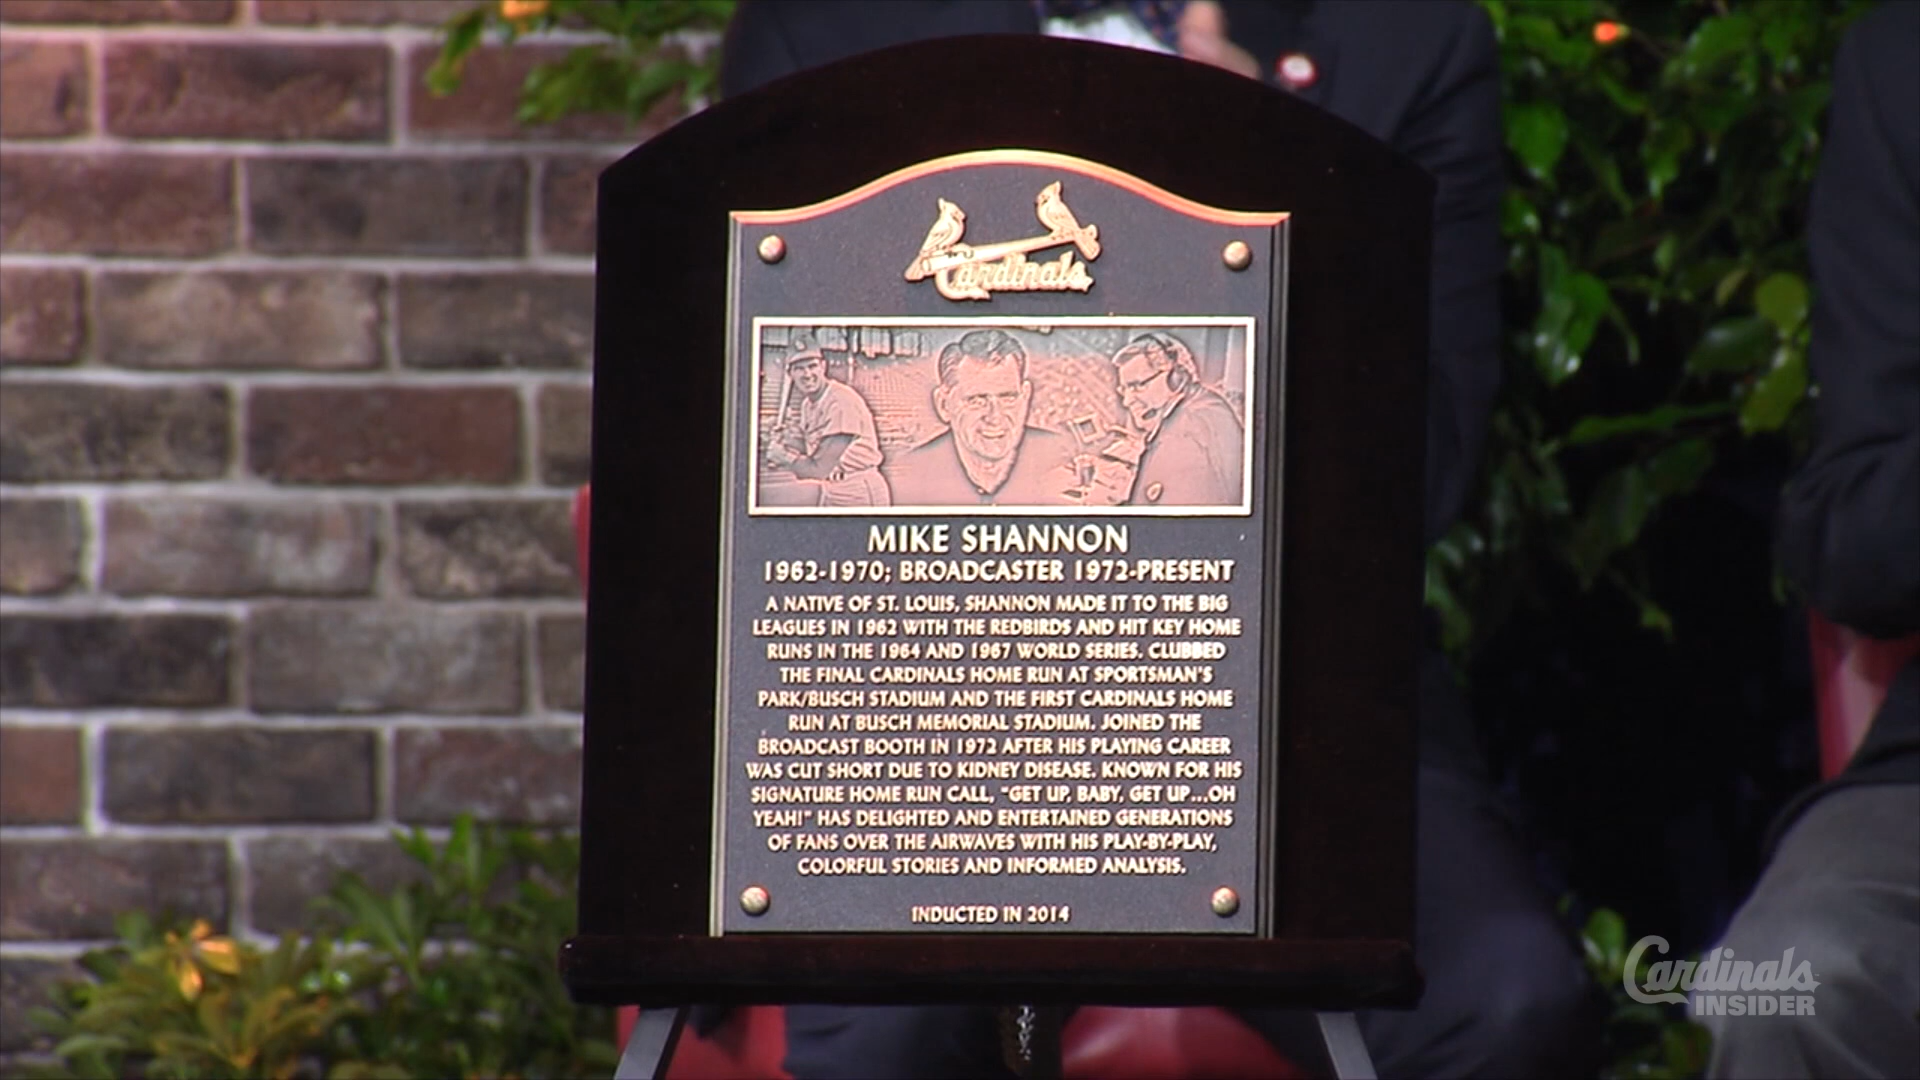 Cardinals
MIKE SHANNON
1962-1970; BROADCASTER 1972-PRESENT
A NATIVE OF ST. LOUIS, SHANNON MADE IT TO THE BIG
LEAGUES IN 1962 WITH THE REDBIRDS AND HIT KEY HOME
RUNS IN THE 1964 AND 1967 WORLD SERIES. CLUBBED
THE FINAL CARDINALS HOME RUN AT SPORTSMAN'S
PARK/BUSCH STADIUM AND THE FIRST CARDINALS HOME
RUN AT BUSCH MEMORIAL STADIUM. JOINED THE
BROADCAST BOOTH IN 1972 AFTER HIS PLAYING CAREER
WAS CUT SHORT DUE TO KIDNEY DISEASE. KNOWN FOR HIS
SIGNATURE HOME RUN CALL, "GET UP, BABY, GET UP...OH
YEAH!" HAS DELIGHTED AND ENTERTAINED GENERATIONS
OF FANS OVER THE AIRWAVES WITH HIS PLAY-BY-PLAY,
COLORFUL STORIES AND INFORMED ANALYSIS.
INDUCTED IN 2014
Cardinals
INSIDER